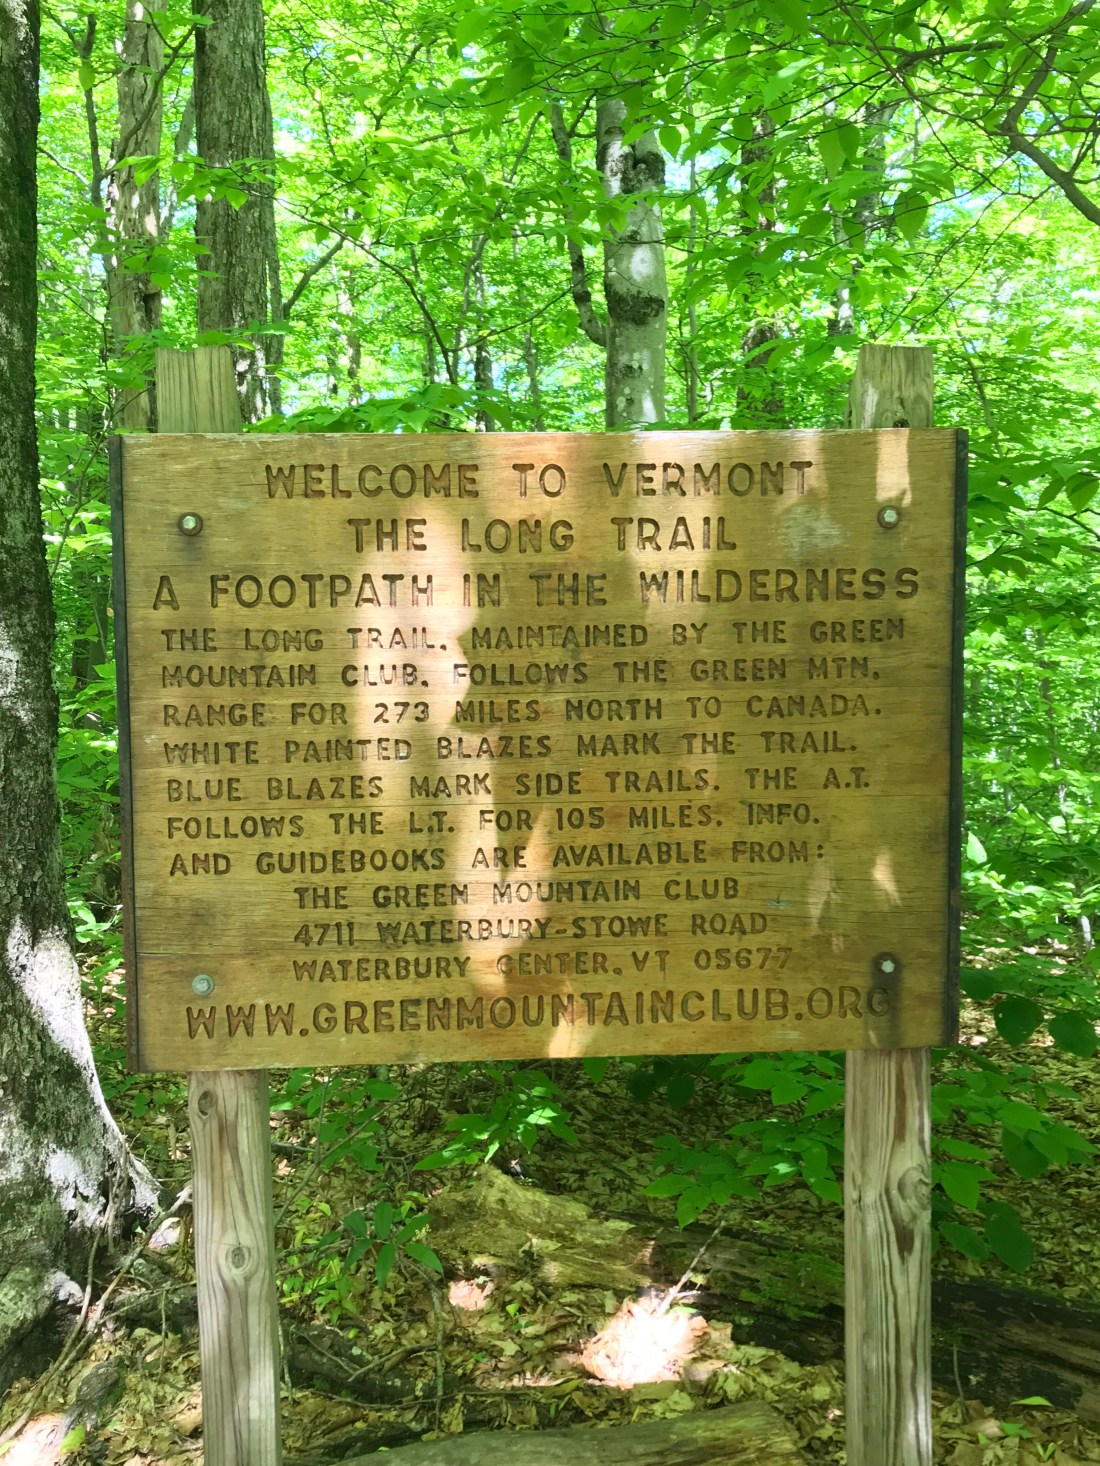 WELCOME TO VERMONT
THE LONG TRAIL
A FOOTPATH IN THE WILDERNESS
THE LONG TRAIL, MAINTAINED BY THE GREEN
MOUNTAIN CLUB, FOLLOWS THE GREEN MTN.
RANGE FOR 273 MILES NORTH TO CANADA.
WHITE PAINTED BLAZES MARK THE TRAIL.
BLUE BLAZES MARK SIDE TRAILS. THE A.T.
FOLLOWS THE L.T. FOR 105 MILES. INFO.
AND GUIDEBOOKS ARE AVAILABLE FROM:
THE GREEN MOUNTAIN CLUB
4711 WATERBURY-STOWE ROAD
WATERBURY CENTER, VT 05677
WWW.GREENMOUNTAINCLUB.ORG